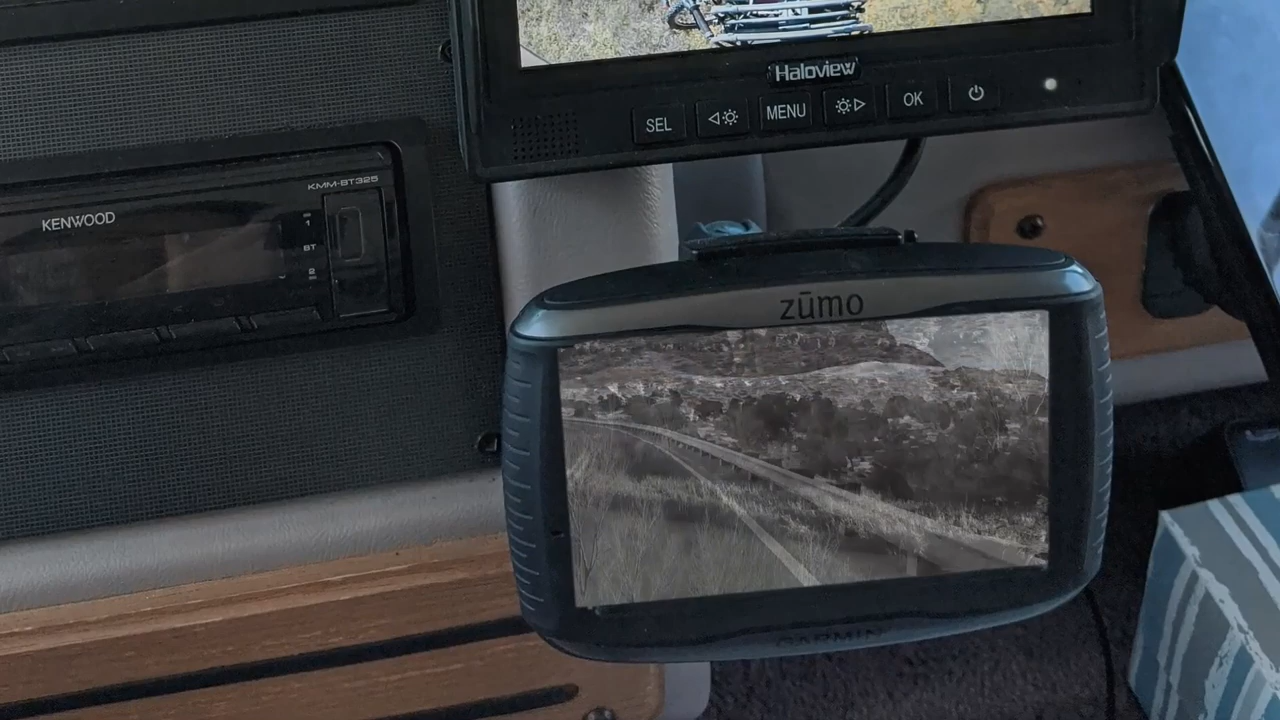 Haloview
SEL
MENU
OK
KMM-BT325
KENWOOD
1
BT
2
zūmo
GARMIN